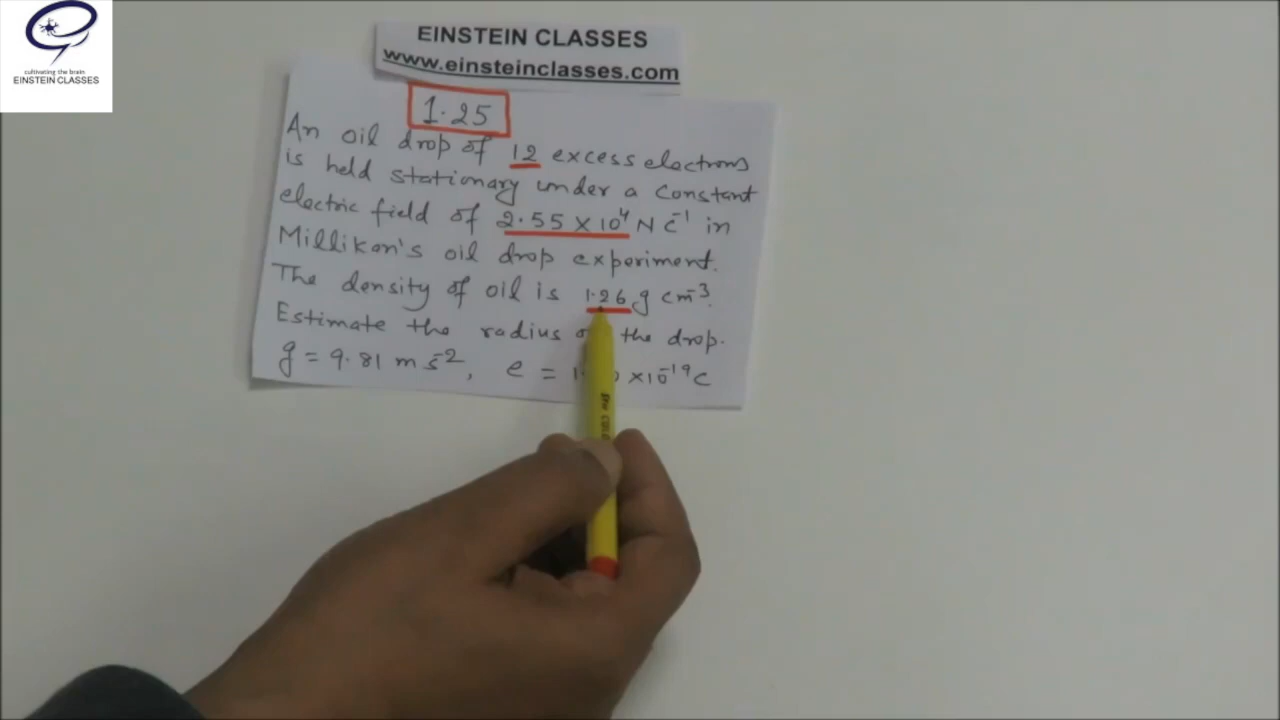 cultivating the brain
EINSTEIN CLASSES
EINSTEIN CLASSES
www.einsteinclasses.com
1.25
An oil drop of 12 excess electrons
is held stationary under a constant
electric field of 2.55 × 10⁴ N C⁻¹ in
Millikan's oil drop experiment.
The density of oil is 1.26 g cm⁻³.
Estimate the radius the drop.
g = 9.81 m s⁻², e = × 10⁻¹⁹ C